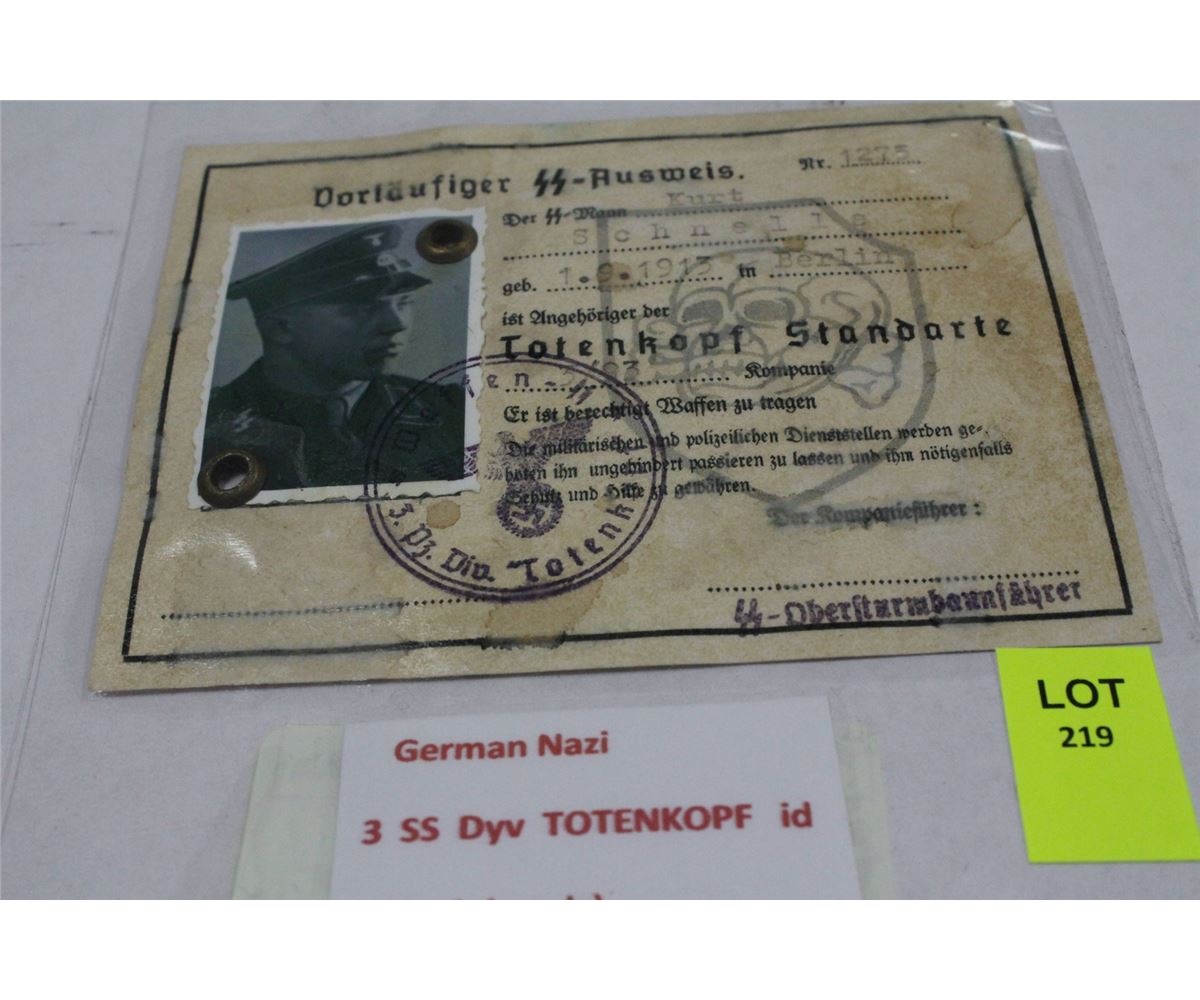 Vorläufiger SS-Ausweis.
Nr. 1275
Der SS-Mann Kurt
Schnelle
geb. 1.9.1913 in Berlin
ist Angehöriger der
Totenkopf Standarte
Kompanie
Er ist berechtigt Waffen zu tragen
Die militärischen und polizeilichen Dienststellen werden ge-
boten ihn ungehindert passieren zu lassen und ihm nötigenfalls
Schutz und Hilfe zu gewähren.
Der Kompanieführer:
SS-Obersturmbannführer
3. Pz. Div. "Totenk
LOT
219
German Nazi
3 SS Dyv TOTENKOPF id